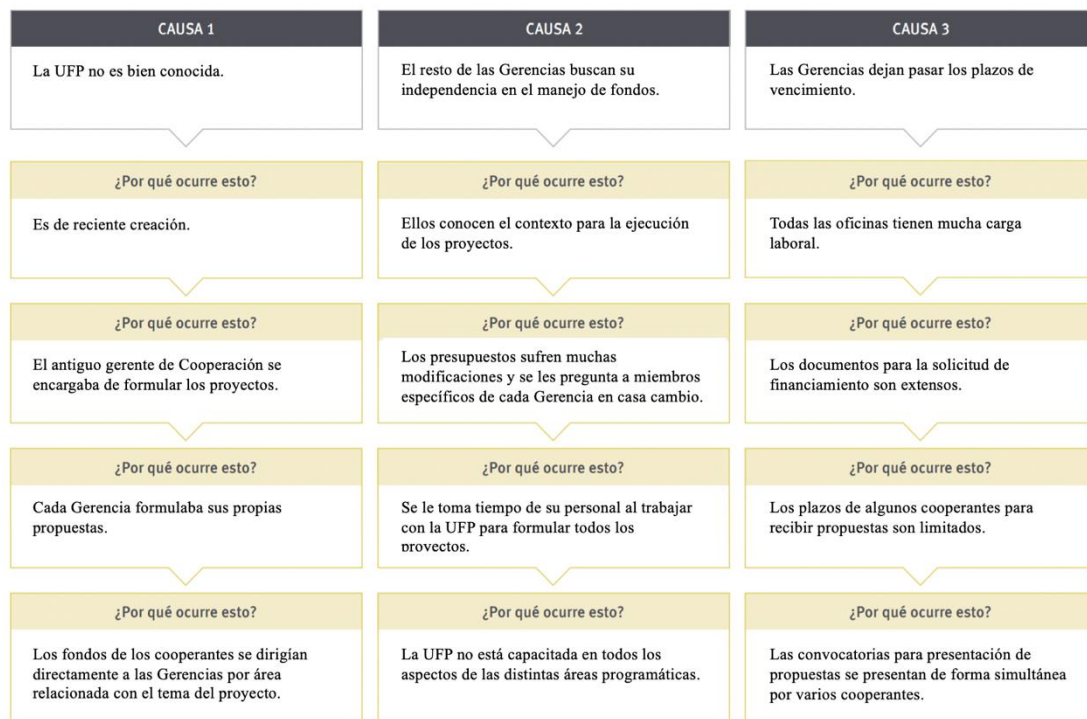 CAUSA 1
La UFP no es bien conocida.
¿Por qué ocurre esto?
Es de reciente creación.
¿Por qué ocurre esto?
El antiguo gerente de Cooperación se
encargaba de formular los proyectos.
¿Por qué ocurre esto?
Cada Gerencia formulaba sus propias
propuestas.
¿Por qué ocurre esto?
Los fondos de los cooperantes se dirigían
directamente a las Gerencias por área
relacionada con el tema del proyecto.
CAUSA 2
El resto de las Gerencias buscan su
independencia en el manejo de fondos.
¿Por qué ocurre esto?
Ellos conocen el contexto para la ejecución
de los proyectos.
¿Por qué ocurre esto?
Los presupuestos sufren muchas
modificaciones y se les pregunta a miembros
específicos de cada Gerencia en casa cambio.
¿Por qué ocurre esto?
Se le toma tiempo de su personal al trabajar
con la UFP para formular todos los
proyectos.
¿Por qué ocurre esto?
La UFP no está capacitada en todos los
aspectos de las distintas áreas programáticas.
CAUSA 3
Las Gerencias dejan pasar los plazos de
vencimiento.
¿Por qué ocurre esto?
Todas las oficinas tienen mucha carga
laboral.
¿Por qué ocurre esto?
Los documentos para la solicitud de
financiamiento son extensos.
¿Por qué ocurre esto?
Los plazos de algunos cooperantes para
recibir propuestas son limitados.
¿Por qué ocurre esto?
Las convocatorias para presentación de
propuestas se presentan de forma simultánea
por varios cooperantes.